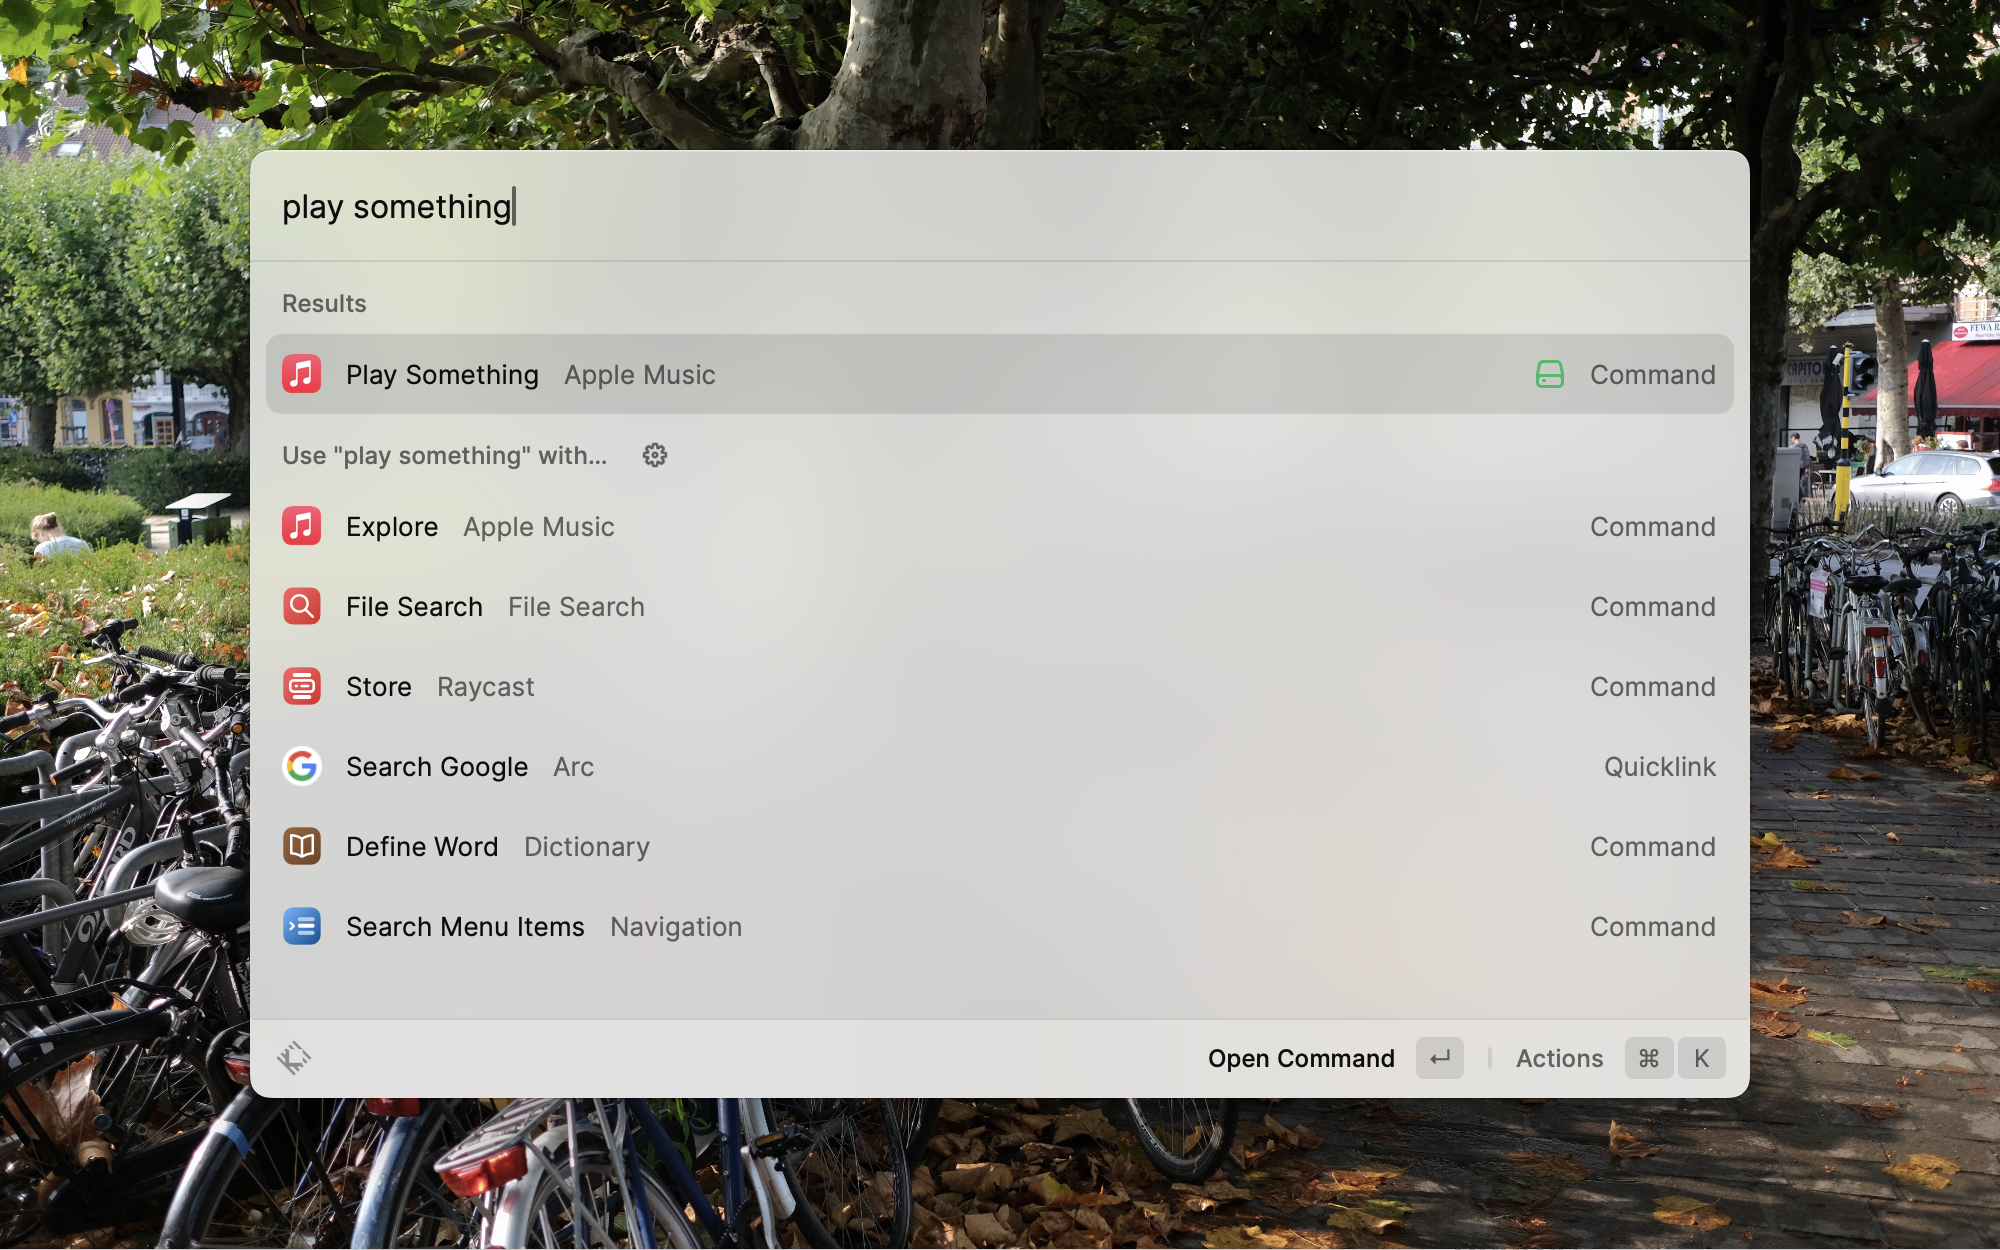 play something
Results
Play Something Apple Music Command
Use "play something" with...
Explore Apple Music Command
File Search File Search Command
Store Raycast Command
Search Google Arc Quicklink
Define Word Dictionary Command
Search Menu Items Navigation Command
Open Command ↵ Actions ⌘ K
FEWA
CAPITO